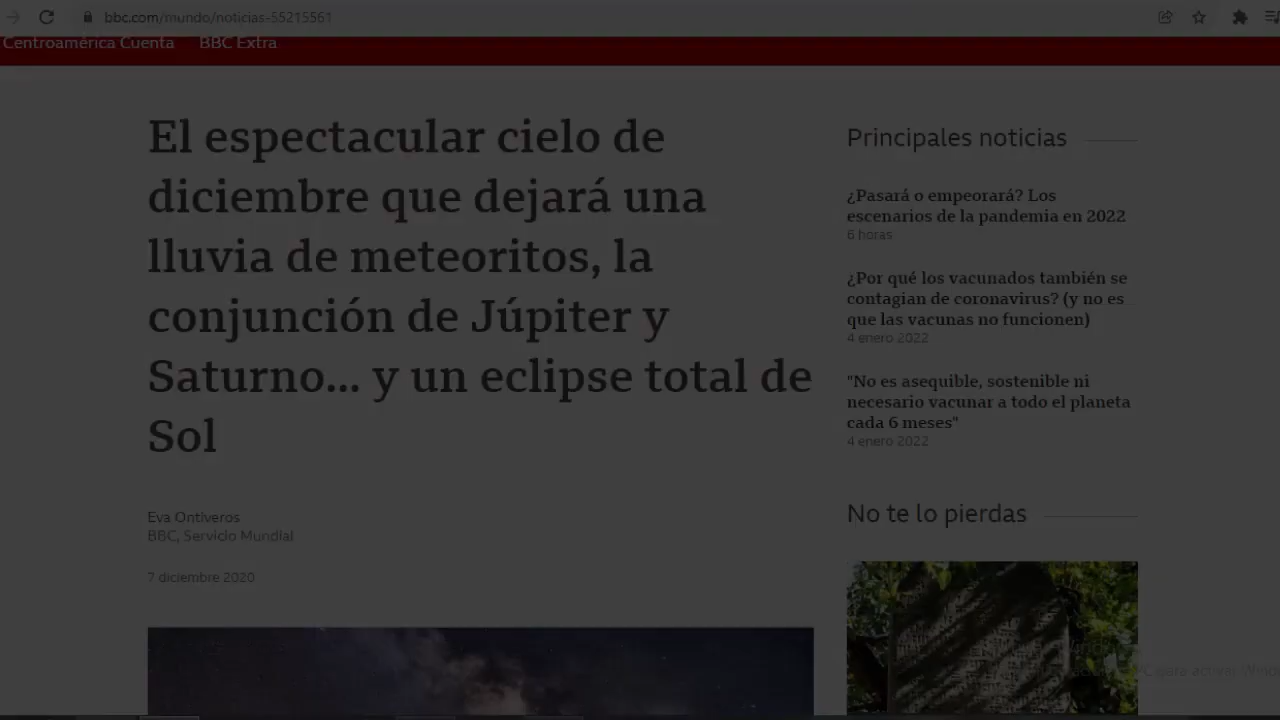 bbc.com/mundo/noticias-55215561
Centroamérica Cuenta BBC Extra
El espectacular cielo de
diciembre que dejará una
lluvia de meteoritos, la
conjunción de Júpiter y
Saturno... y un eclipse total de
Sol
Eva Ontiveros
BBC, Servicio Mundial
7 diciembre 2020
Principales noticias
¿Pasará o empeorará? Los
escenarios de la pandemia en 2022
6 horas
¿Por qué los vacunados también se
contagian de coronavirus? (y no es
que las vacunas no funcionen)
4 enero 2022
"No es asequible, sostenible ni
necesario vacunar a todo el planeta
cada 6 meses"
4 enero 2022
No te lo pierdas
PC para activar Wind